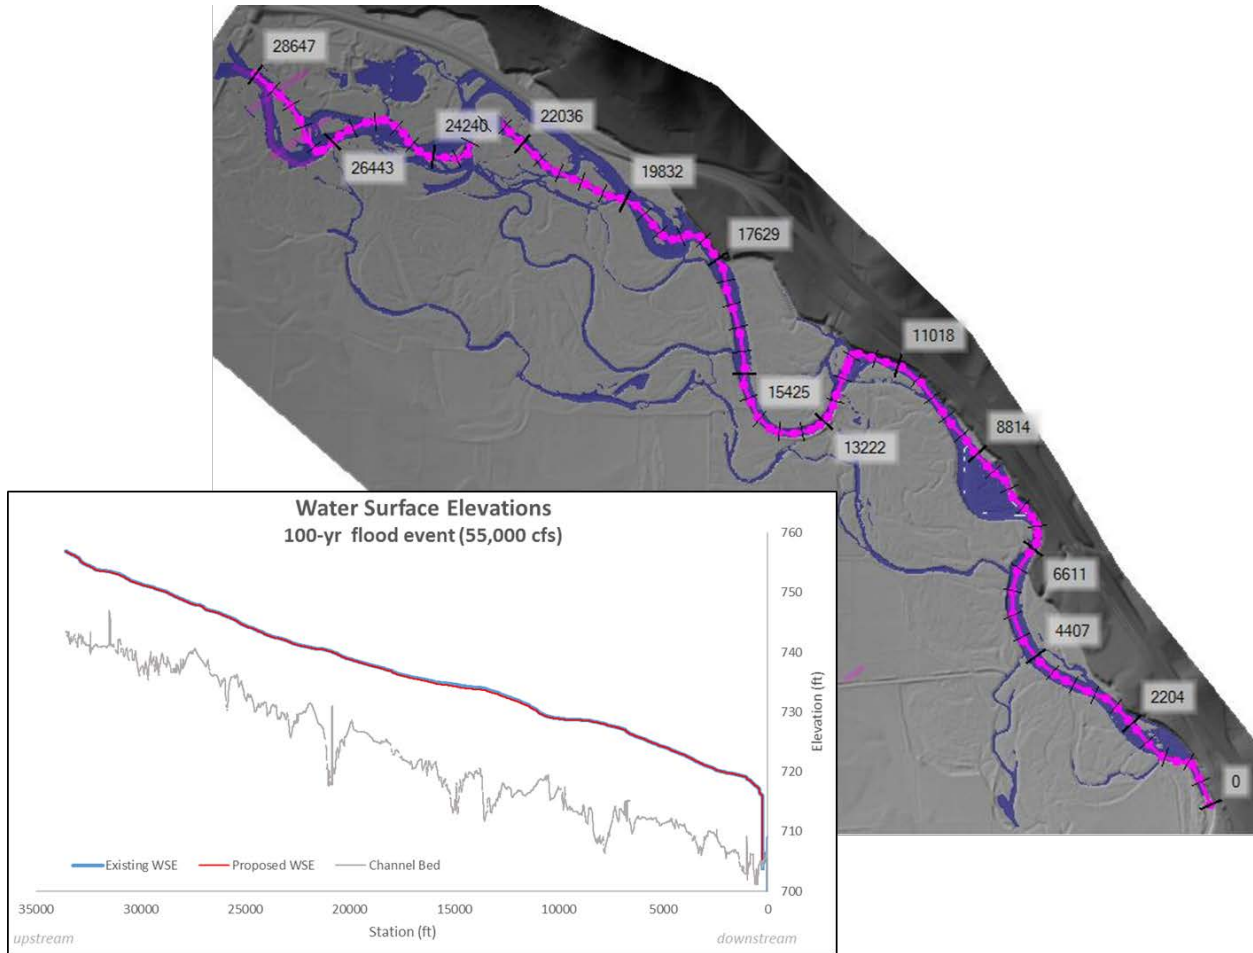 28647
24240
22036
26443
19832
17629
11018
15425
8814
13222
6611
4407
2204
0
Water Surface Elevations
100-yr flood event (55,000 cfs)
760
750
740
730
720
710
700
Elevation (ft)
Existing WSE
Proposed WSE
Channel Bed
35000 30000 25000 20000 15000 10000 5000 0
Station (ft)
upstream
downstream